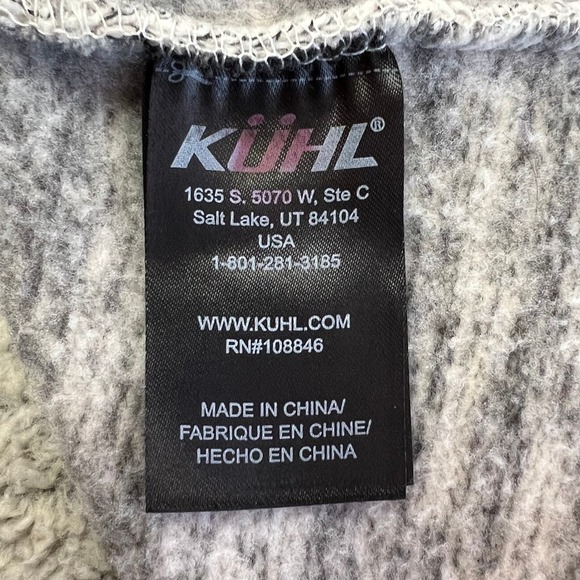 KÜHL®
1635 S. 5070 W, Ste C
Salt Lake, UT 84104
USA
1-801-281-3185
WWW.KUHL.COM
RN#108846
MADE IN CHINA/
FABRIQUE EN CHINE/
HECHO EN CHINA